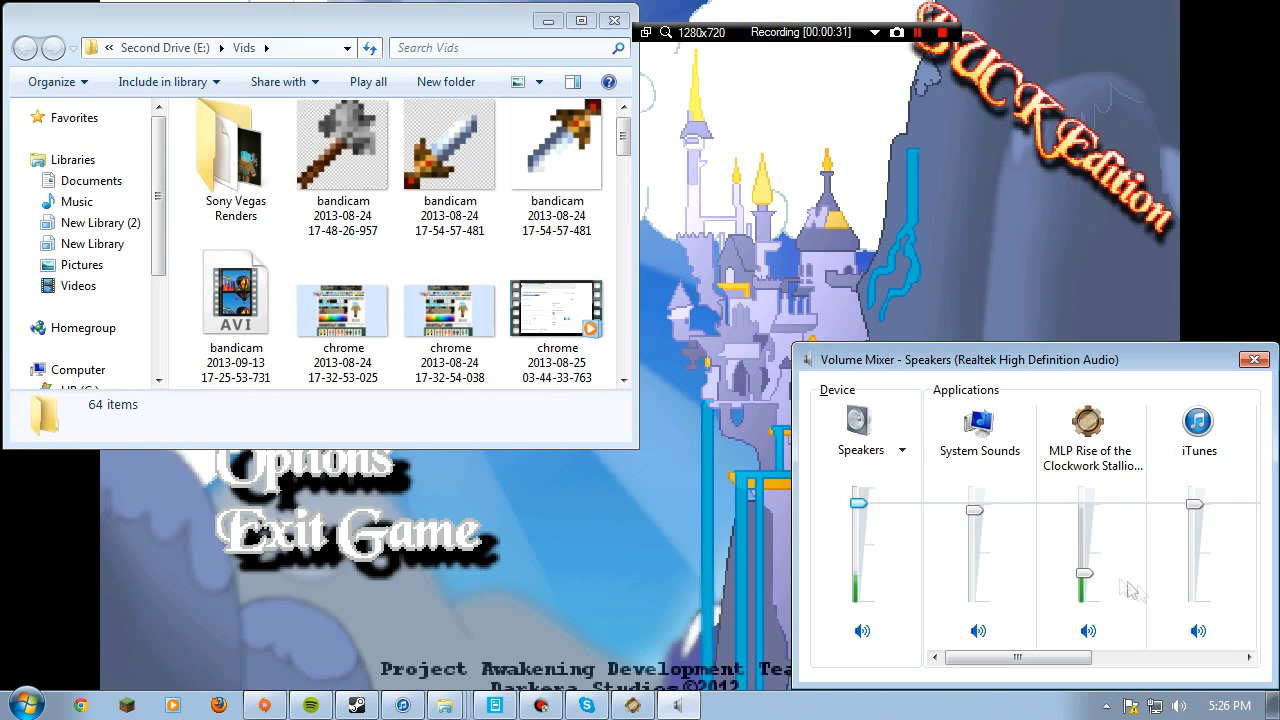 « Second Drive (E:) ▸ Vids ▸
Search Vids
1280x720 Recording [00:00:31]
Organize
Include in library
Share with
Play all
New folder
Favorites
Libraries
Documents
Music
New Library (2)
New Library
Pictures
Videos
Homegroup
Computer
Sony Vegas
Renders
bandicam
2013-08-24
17-48-26-957
bandicam
2013-08-24
17-54-57-481
bandicam
2013-08-24
17-54-57-481
AVI
bandicam
2013-09-13
17-25-53-731
chrome
2013-08-24
17-32-53-025
chrome
2013-08-24
17-32-54-038
chrome
2013-08-25
03-44-33-763
64 items
Edition
Options
Exit Game
Project Awakening Development Tea
Darkora Studios©2012
Volume Mixer - Speakers (Realtek High Definition Audio)
Device
Applications
Speakers
System Sounds
MLP Rise of the
Clockwork Stallio...
iTunes
5:26 PM